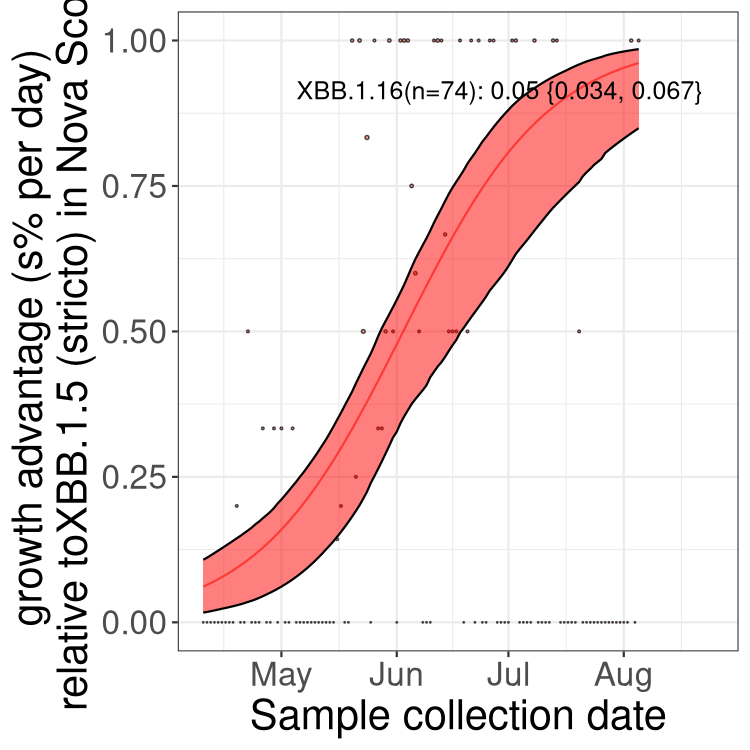 growth advantage (s% per day)
relative toXBB.1.5 (stricto) in Nova Sco
1.00
0.75
0.50
0.25
0.00
XBB.1.16(n=74): 0.05 {0.034, 0.067}
May Jun Jul Aug
Sample collection date